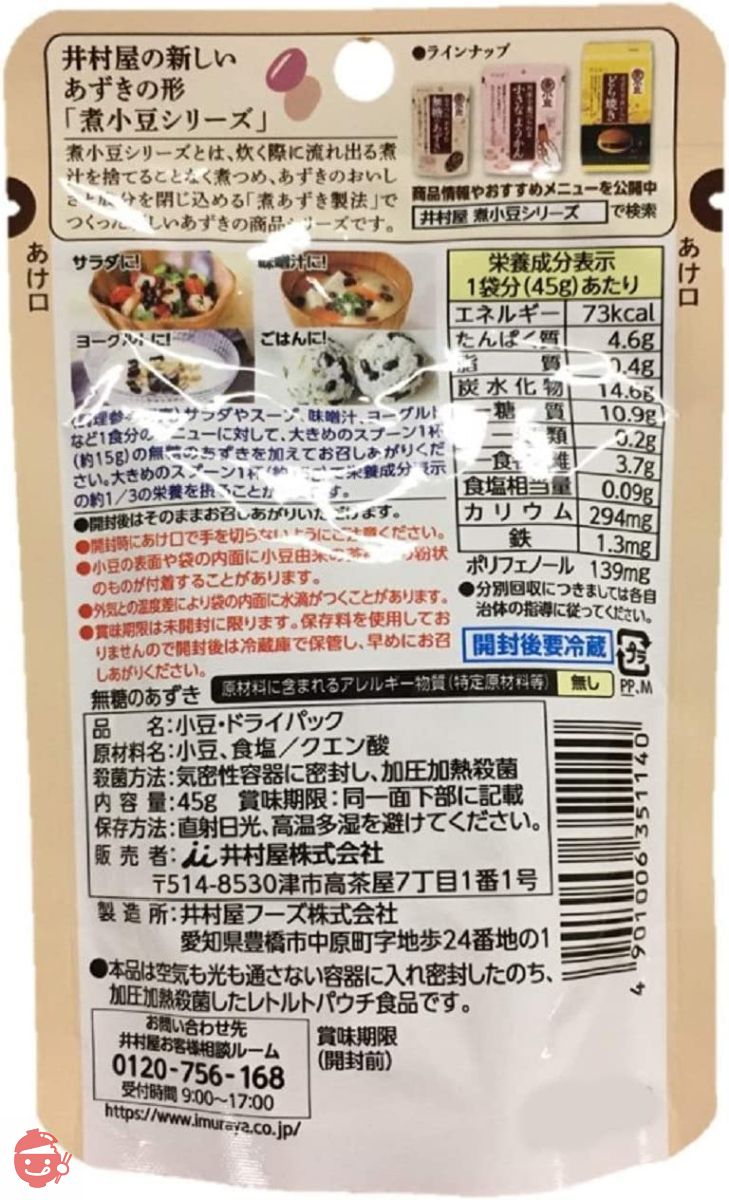 井村屋の新しい
あずきの形
「煮小豆シリーズ」
煮小豆シリーズとは、炊く際に流れ出る煮
汁を捨てることなく煮つめ、あずきのおいし
さと成分を閉じ込める「煮あずき製法」で
つくった新しいあずきの商品シリーズです。
●ラインナップ
無糖のあずき
小さなようかん
どら焼き
商品情報やおすすめメニューを公開中
井村屋 煮小豆シリーズ で検索
あけ口
あけ口
サラダに!
味噌汁に!
ヨーグルトに!
ごはんに!
サラダやスープ、味噌汁、ヨーグルト
など1食分のメニューに対して、大きめのスプーン1杯
(約15g)の無糖のあずきを加えてお召しあがりくだ
さい。大きめのスプーン1杯で栄養成分表示
の約1/3の栄養を摂ることが
●開封後はそのままお召しあがりいただけます。
●開封時にあけ口で手を切らないようにご注意ください。
●小豆の表面や袋の内面に小豆由来の粉状
のものが付着することがあります。
●外気との温度差により袋の内面に水滴がつくことがあります。
●賞味期限は未開封に限ります。保存料を使用してお
りませんので開封後は冷蔵庫で保管し、早めにお召
しあがりください。
栄養成分表示
1袋分(45g)あたり
エネルギー 73kcal
たんぱく質 4.6g
脂質 0.4g
炭水化物 14.6g
糖質 10.9g
類 0.2g
食 維 3.7g
食塩相当量 0.09g
カリウム 294mg
鉄 1.3mg
ポリフェノール 139mg
●分別回収につきましては各自
治体の指導に従ってください。
開封後要冷蔵
プラ
PP、M
無糖のあずき 原材料に含まれるアレルギー物質(特定原材料等) 無し
品名:小豆・ドライパック
原材料名:小豆、食塩/クエン酸
殺菌方法:気密性容器に密封し、加圧加熱殺菌
内容量:45g 賞味期限:同一面下部に記載
保存方法:直射日光、高温多湿を避けてください。
販売者:井村屋株式会社
〒514-8530津市高茶屋7丁目1番1号
製造所:井村屋フーズ株式会社
愛知県豊橋市中原町字地歩24番地の1
●本品は空気も光も通さない容器に入れ密封したのち、
加圧加熱殺菌したレトルトパウチ食品です。
お問い合わせ先
井村屋お客様相談ルーム
0120-756-168
受付時間 9:00～17:00
https://www.imuraya.co.jp/
賞味期限
(開封前)
4901006351140